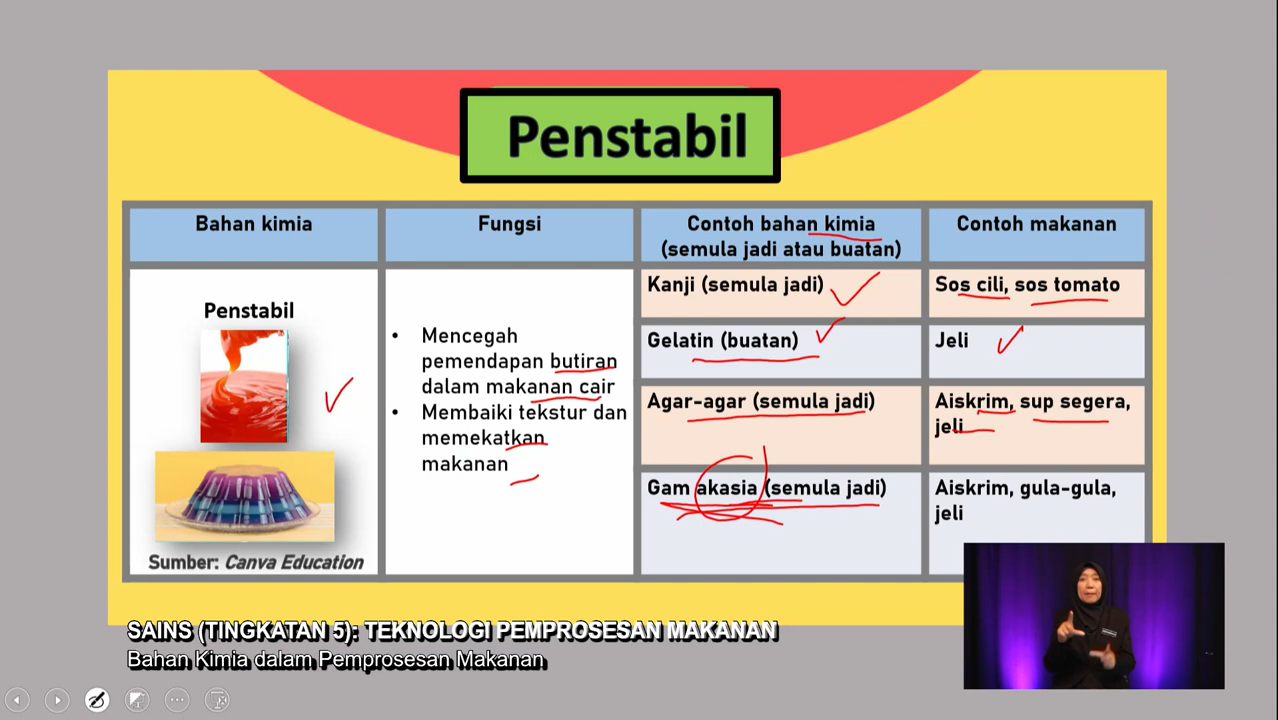 Penstabil
Bahan kimia
Fungsi
Contoh bahan kimia
(semula jadi atau buatan)
Contoh makanan
Penstabil
Sumber: Canva Education
• Mencegah
pemendapan butiran
dalam makanan cair
• Membaiki tekstur dan
memekatkan
makanan
Kanji (semula jadi)
Sos cili, sos tomato
Gelatin (buatan)
Jeli
Agar-agar (semula jadi)
Aiskrim, sup segera,
jeli
Gam akasia (semula jadi)
Aiskrim, gula-gula,
jeli
SAINS (TINGKATAN 5): TEKNOLOGI PEMPROSESAN MAKANAN
Bahan Kimia dalam Pemprosesan Makanan